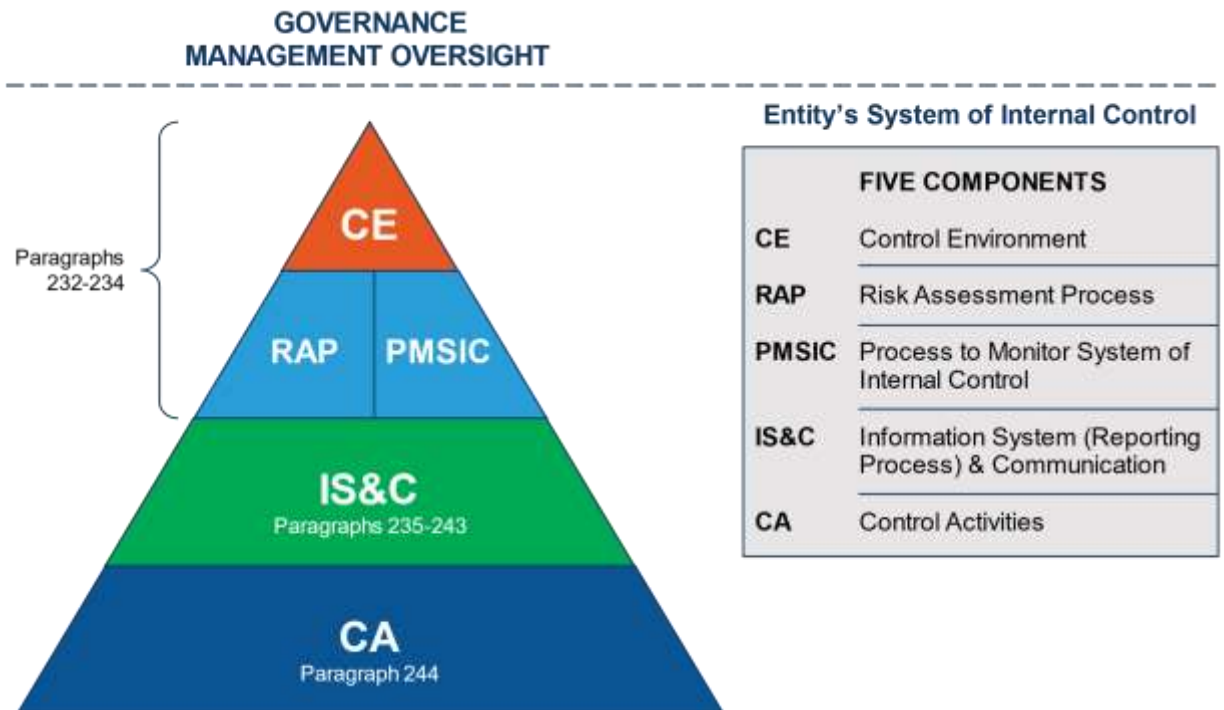 GOVERNANCE
MANAGEMENT OVERSIGHT
Entity's System of Internal Control
Paragraphs
232-234
CE
RAP PMSIC
IS&C
Paragraphs 235-243
CA
Paragraph 244
FIVE COMPONENTS
CE Control Environment
RAP Risk Assessment Process
PMSIC Process to Monitor System of
Internal Control
IS&C Information System (Reporting
Process) & Communication
CA Control Activities